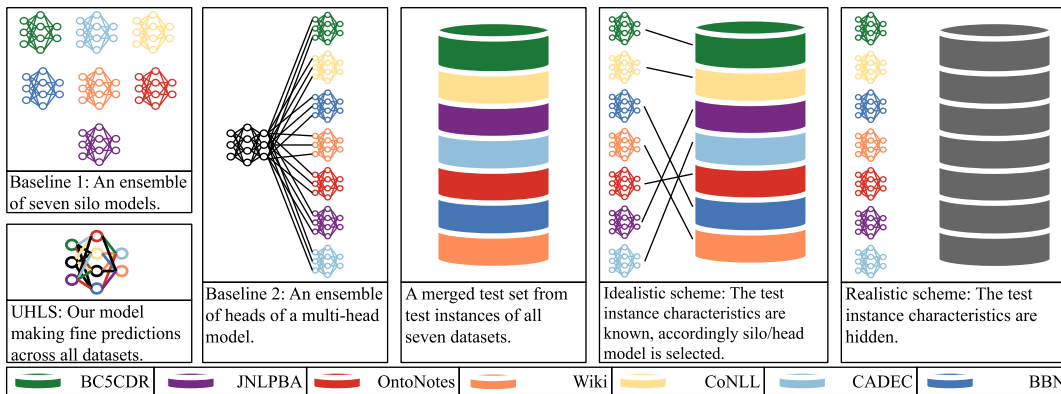 Baseline 1: An ensemble
of seven silo models.
UHLS: Our model
making fine predictions
across all datasets.
Baseline 2: An ensemble
of heads of a multi-head
model.
A merged test set from
test instances of all
seven datasets.
Idealistic scheme: The test
instance characteristics are
known, accordingly silo/head
model is selected.
Realistic scheme: The test
instance characteristics are
hidden.
BC5CDR JNLPBA OntoNotes Wiki CoNLL CADEC BBN